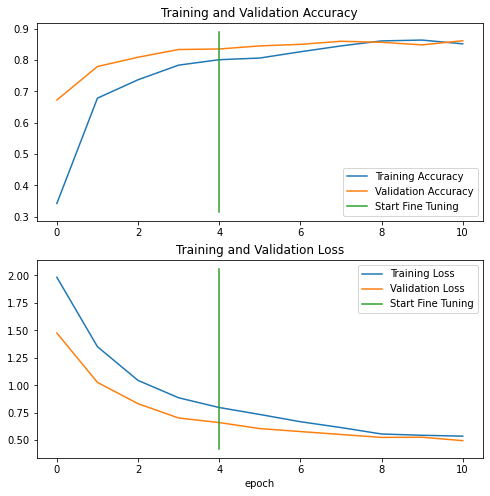 Training and Validation Accuracy
0.9
0.8
0.7
0.6
0.5
0.4
0.3
Training Accuracy
Validation Accuracy
Start Fine Tuning
0 2 4 6 8 10
Training and Validation Loss
2.00
1.75
1.50
1.25
1.00
0.75
0.50
Training Loss
Validation Loss
Start Fine Tuning
0 2 4 6 8 10
epoch